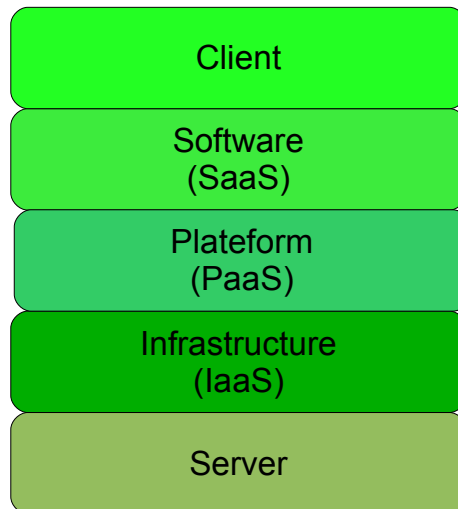 Client
Software
(SaaS)
Plateform
(PaaS)
Infrastructure
(IaaS)
Server